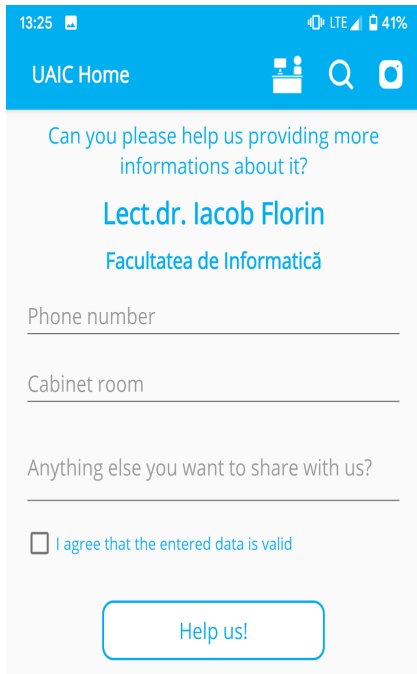 13:25 LTE 41%
UAIC Home
Can you please help us providing more
informations about it?
Lect.dr. Iacob Florin
Facultatea de Informatică
Phone number
Cabinet room
Anything else you want to share with us?
I agree that the entered data is valid
Help us!